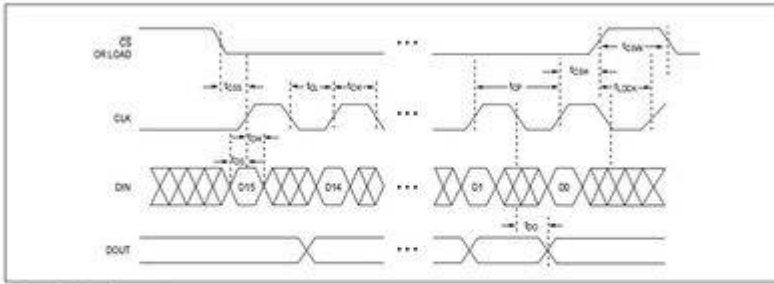 CS
OR LOAD
tCSS
tCL
tCH
tCP
tCSH
tCSW
tLDCK
CLK
tDS
tDH
DIN
D15
D14
D1
D0
tDO
DOUT